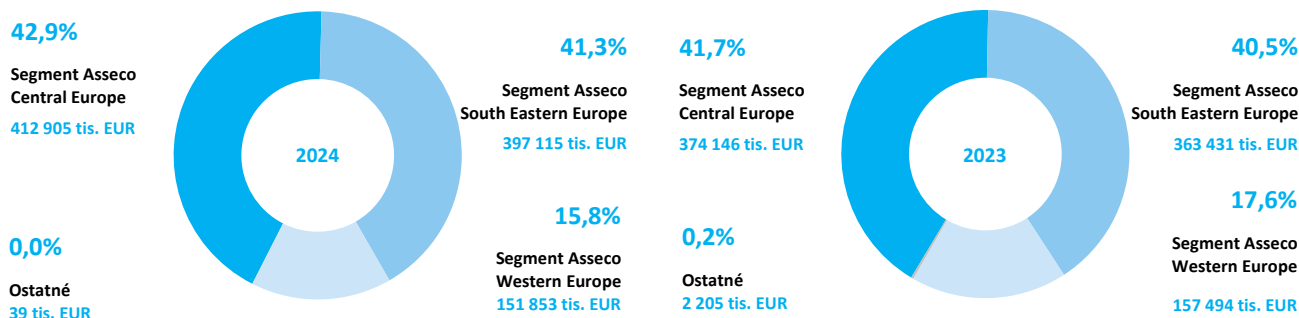 42,9%
Segment Asseco
Central Europe
412 905 tis. EUR
0,0%
Ostatné
39 tis. EUR
2024
41,3%
Segment Asseco
South Eastern Europe
397 115 tis. EUR
15,8%
Segment Asseco
Western Europe
151 853 tis. EUR
41,7%
Segment Asseco
Central Europe
374 146 tis. EUR
0,2%
Ostatné
2 205 tis. EUR
2023
40,5%
Segment Asseco
South Eastern Europe
363 431 tis. EUR
17,6%
Segment Asseco
Western Europe
157 494 tis. EUR